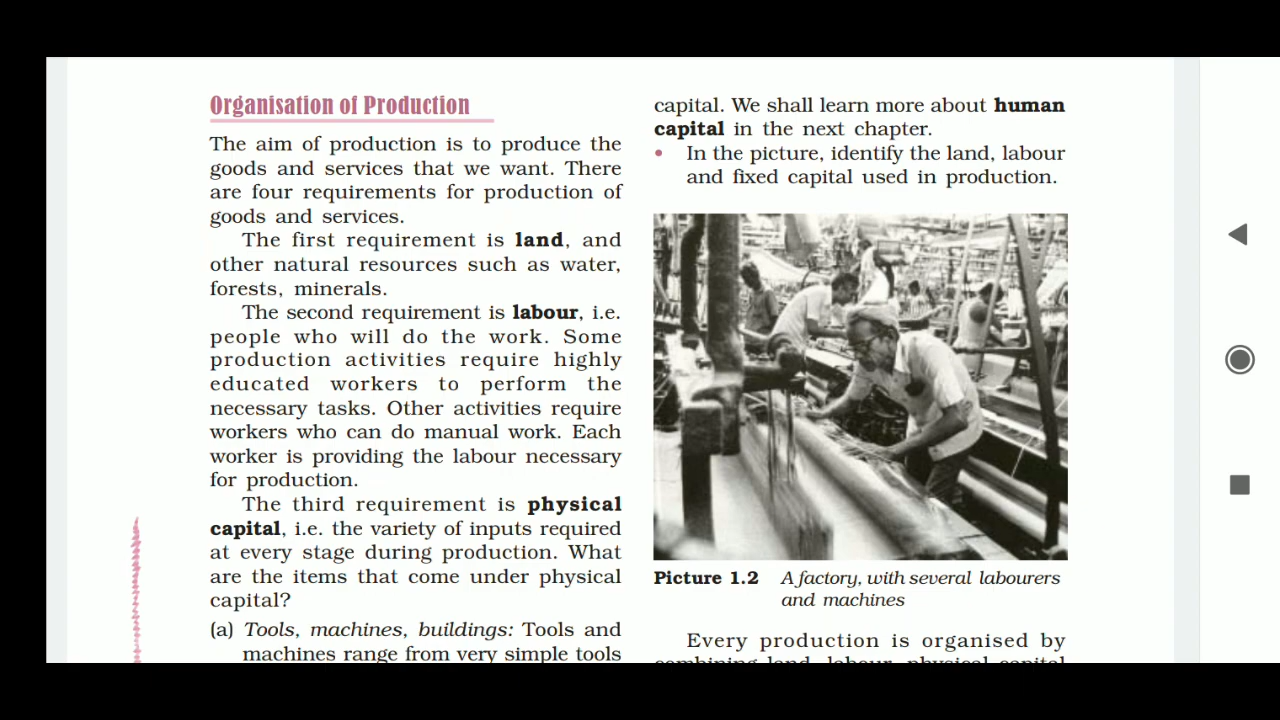 Organisation of Production
The aim of production is to produce the
goods and services that we want. There
are four requirements for production of
goods and services.
The first requirement is land, and
other natural resources such as water,
forests, minerals.
The second requirement is labour, i.e.
people who will do the work. Some
production activities require highly
educated workers to perform the
necessary tasks. Other activities require
workers who can do manual work. Each
worker is providing the labour necessary
for production.
The third requirement is physical
capital, i.e. the variety of inputs required
at every stage during production. What
are the items that come under physical
capital?
(a) Tools, machines, buildings: Tools and
machines range from very simple tools
capital. We shall learn more about human
capital in the next chapter.
• In the picture, identify the land, labour
and fixed capital used in production.
Picture 1.2 A factory, with several labourers
and machines
Every production is organised by
combining land, labour, physical capital